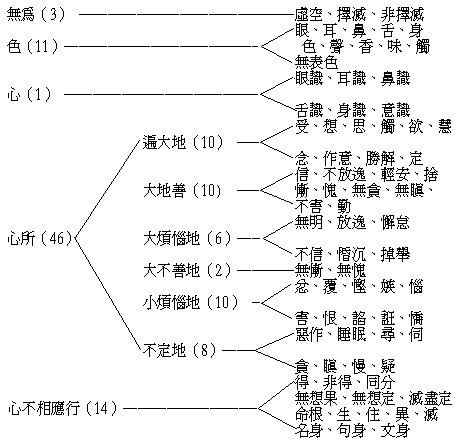 無為（3） 虛空、擇滅、非擇滅
眼、耳、鼻、舌、身
色（11） 色、聲、香、味、觸
無表色
眼識、耳識、鼻識
心（1）
舌識、身識、意識
受、想、思、觸、欲、慧
遍大地（10）
念、作意、勝解、定
信、不放逸、輕安、捨
大地善（10） 慚、愧、無貪、無瞋、
不害、勤
無明、放逸、懈怠
心所（46） 大煩惱地（6）
不信、惛沉、掉舉
大不善地（2） 無慚、無愧
忿、覆、慳、嫉、惱
小煩惱地（10）
害、恨、諂、誑、憍
惡作、睡眠、尋、伺
不定地（8）
貪、瞋、慢、疑
得、非得、同分
無想果、無想定、滅盡定
心不相應行（14） 命根、生、住、異、滅
名身、句身、文身